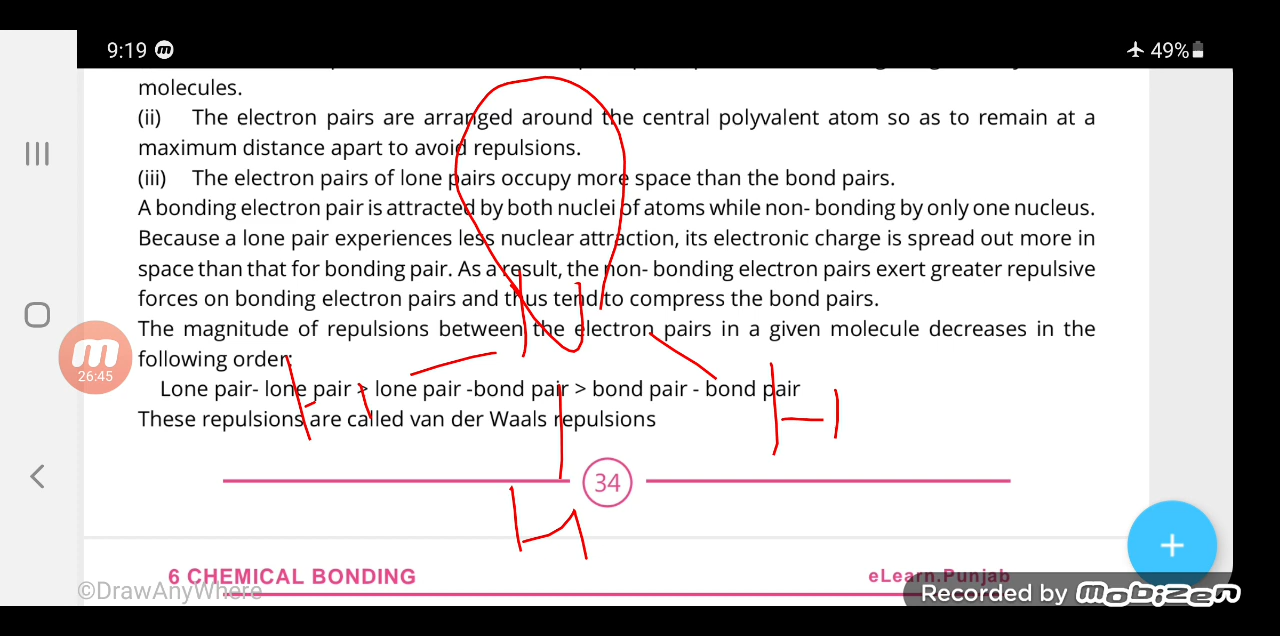 9:19 49%
molecules.
(ii) The electron pairs are arranged around the central polyvalent atom so as to remain at a
maximum distance apart to avoid repulsions.
(iii) The electron pairs of lone pairs occupy more space than the bond pairs.
A bonding electron pair is attracted by both nuclei of atoms while non- bonding by only one nucleus.
Because a lone pair experiences less nuclear attraction, its electronic charge is spread out more in
space than that for bonding pair. As a result, the non- bonding electron pairs exert greater repulsive
forces on bonding electron pairs and thus tend to compress the bond pairs.
The magnitude of repulsions between the electron pairs in a given molecule decreases in the
following order:
Lone pair- lone pair > lone pair -bond pair > bond pair - bond pair
These repulsions are called van der Waals repulsions
N
H H
H
26:45
34
+
6 CHEMICAL BONDING eLearn.Punjab
©DrawAnyWhere
Recorded by mobizen